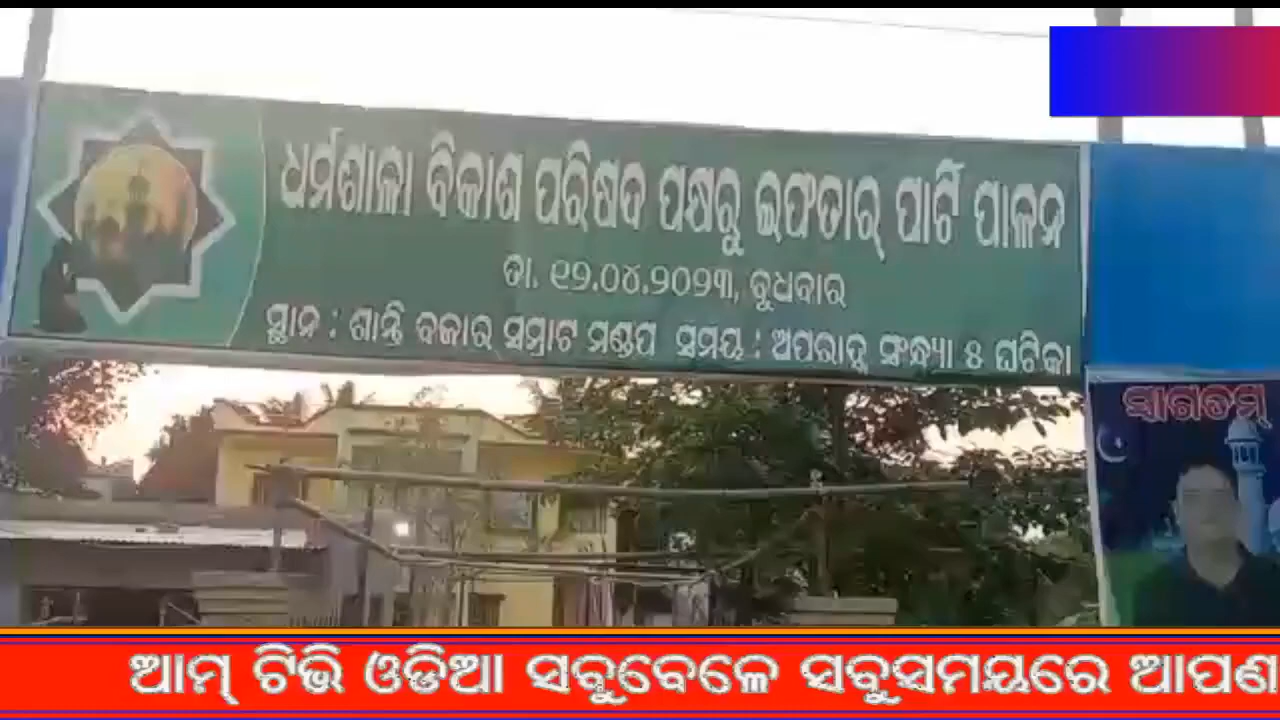 ଧର୍ମଶାଳା ବିକାଶ ପରିଷଦ ପକ୍ଷରୁ ଇଫତାର୍ ପାର୍ଟି ପାଳନ
ତା. ୧୨.୦୪.୨୦୨୩, ବୁଧବାର
ସ୍ଥାନ : ଶାନ୍ତି ବଜାର ସମ୍ରାଟ ମଣ୍ଡପ ସମୟ : ଅପରାହ୍ନ ସଂନ୍ଧ୍ୟା ୫ ଘଟିକା
ସ୍ୱାଗତମ୍
ଆମ୍ ଟିଭି ଓଡିଆ ସବୁବେଳେ ସବୁସମୟରେ ଆପଣ